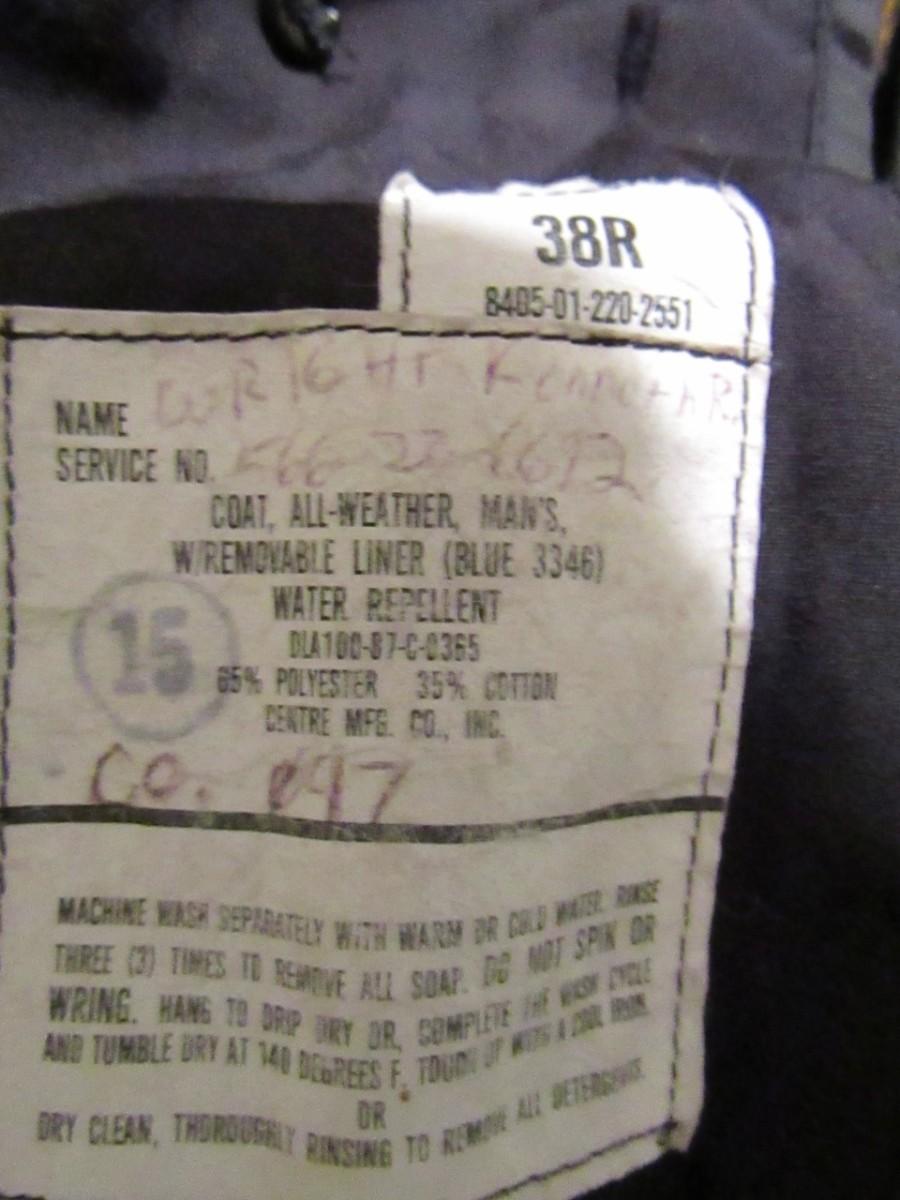 38R
8405-01-220-2551
NAME WRIGHT Kenneth R.
SERVICE NO.
COAT, ALL-WEATHER, MAN'S,
W/REMOVABLE LINER (BLUE 3346)
WATER REPELLENT
DLA100-87-C-0365
65% POLYESTER 35% COTTON
CENTRE MFG. CO., INC.
15
Co. 097
MACHINE WASH SEPARATELY WITH WARM OR COLD WATER. RINSE
THREE (3) TIMES TO REMOVE ALL SOAP. DO NOT SPIN OR
WRING. HANG TO DRIP DRY OR, COMPLETE THE WASH CYCLE
AND TUMBLE DRY AT 140 DEGREES F. TOUCH UP WITH A COOL IRON.
OR
DRY CLEAN, THOROUGHLY RINSING TO REMOVE ALL DETERGENTS.